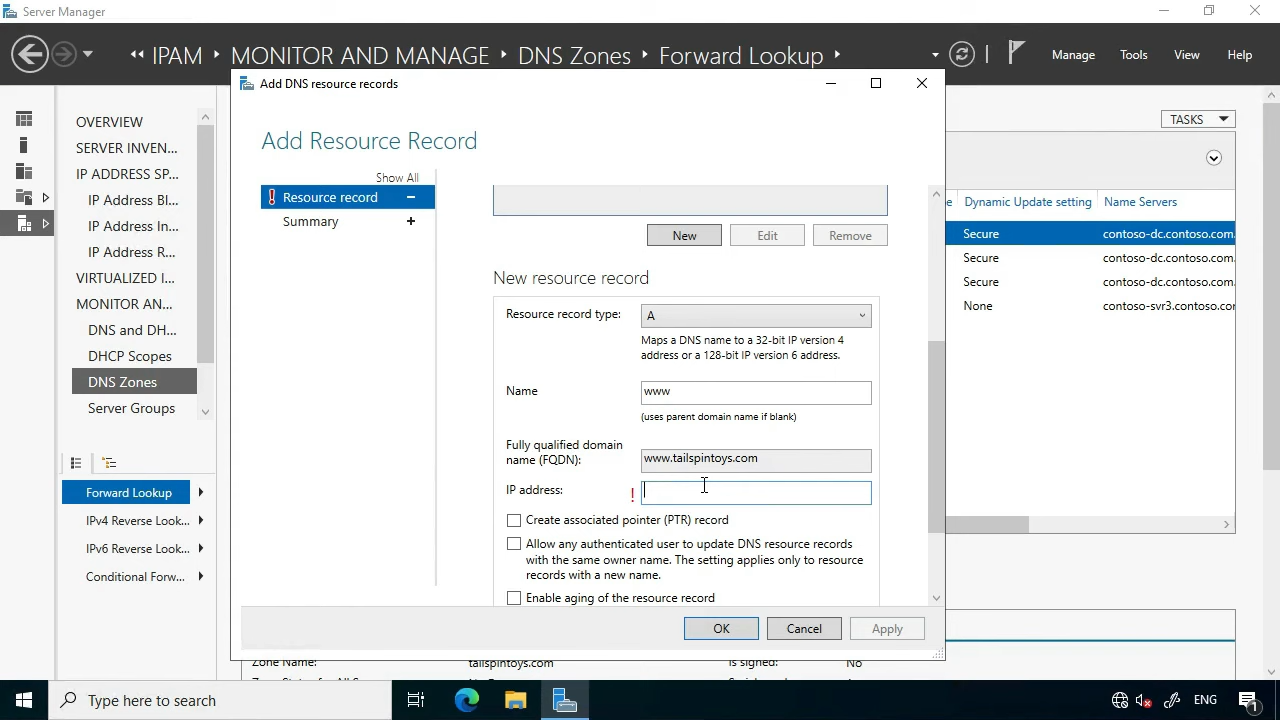 Server Manager
IPAM
MONITOR AND MANAGE
DNS Zones
Forward Lookup
Manage
Tools
View
Help
OVERVIEW
SERVER INVEN...
IP ADDRESS SP...
IP Address Bl...
IP Address In...
IP Address R...
VIRTUALIZED I...
MONITOR AN...
DNS and DH...
DHCP Scopes
DNS Zones
Server Groups
Forward Lookup
IPv4 Reverse Look...
IPv6 Reverse Look...
Conditional Forw...
Add DNS resource records
Add Resource Record
Show All
! Resource record −
Summary +
New
Edit
Remove
New resource record
Resource record type:
A
Maps a DNS name to a 32-bit IP version 4
address or a 128-bit IP version 6 address.
Name
www
(uses parent domain name if blank)
Fully qualified domain
name (FQDN):
www.tailspintoys.com
IP address:
!
Create associated pointer (PTR) record
Allow any authenticated user to update DNS resource records
with the same owner name. The setting applies only to resource
records with a new name.
Enable aging of the resource record
OK
Cancel
Apply
TASKS
e Dynamic Update setting Name Servers
Secure contoso-dc.contoso.com.
Secure contoso-dc.contoso.com.
Secure contoso-dc.contoso.com.
None contoso-svr3.contoso.cor
Zone Name: tailspintoys.com Is signed: No
Type here to search
ENG
1